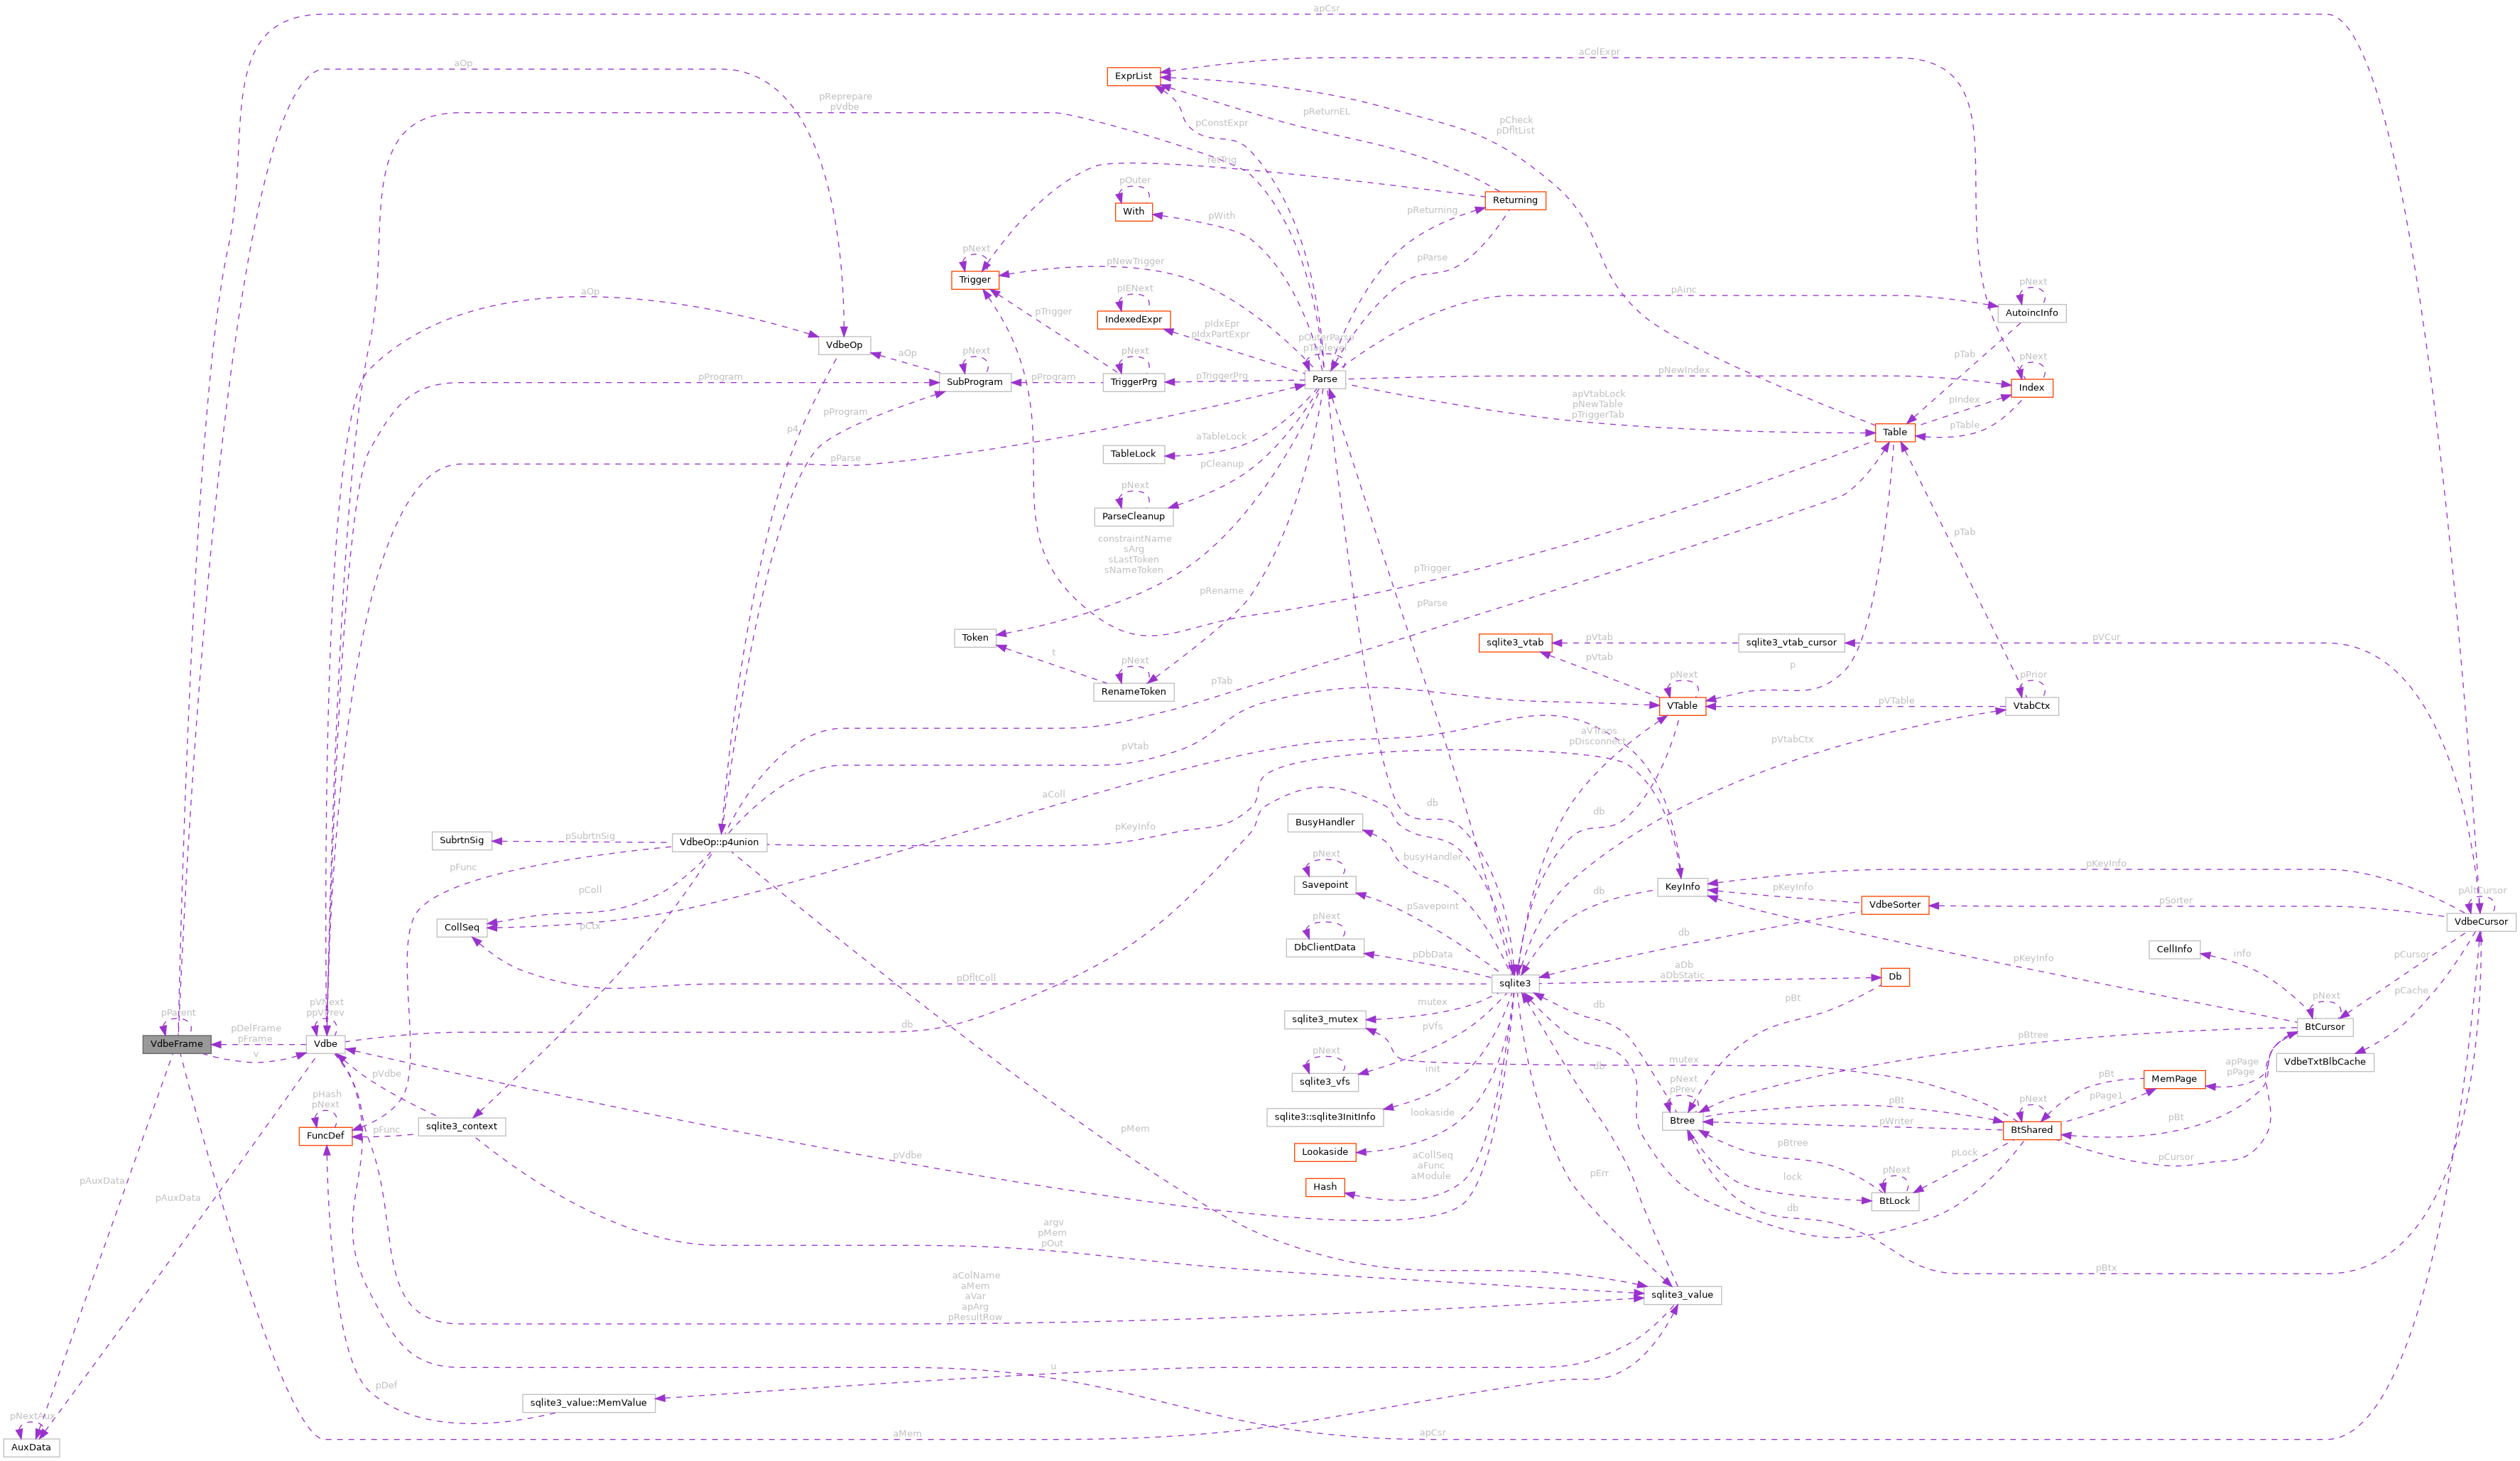 apCsr
aColExpr
aOp
ExprList
pReprepare
pVdbe
pConstExpr
pReturnEL
pCheck
pDfltList
retTrig
pOuter
With
pWith
pReturning
Returning
pNext
Trigger
pNewTrigger
pParse
pIENext
IndexedExpr
pAinc
pNext
AutoincInfo
aOp
pTrigger
pIdxEpr
pIdxPartExpr
pOuterParse
pToplevel
VdbeOp
aOp
pNext
SubProgram
pProgram
pProgram
pNext
TriggerPrg
pTriggerPrg
Parse
pNewIndex
pTab
pNext
Index
pIndex
pTable
apVtabLock
pNewTable
pTriggerTab
Table
pProgram
p4
aTableLock
TableLock
pParse
pCleanup
pNext
ParseCleanup
constraintName
sArg
sLastToken
sNameToken
pTab
pTrigger
pRename
pParse
Token
t
pNext
RenameToken
sqlite3_vtab
pVtab
sqlite3_vtab_cursor
pVCur
pVtab
p
pTab
pNext
VTable
pVTable
pPrior
VtabCtx
pVtab
aVTrans
pDisconnect
pVtabCtx
aColl
db
db
BusyHandler
pKeyInfo
SubrtnSig
pSubrtnSig
VdbeOp::p4union
pFunc
busyHandler
pNext
Savepoint
pKeyInfo
pColl
db
KeyInfo
pKeyInfo
VdbeSorter
pSorter
pAltCursor
VdbeCursor
pSavepoint
CollSeq
pCtx
pNext
DbClientData
pDbData
db
CellInfo
info
pCursor
pKeyInfo
pDfltColl
sqlite3
aDb
aDbStatic
Db
pCache
pBt
pNext
BtCursor
pParent
VdbeFrame
pDelFrame
pFrame
v
pVNext
ppVPrev
Vdbe
db
sqlite3_mutex
mutex
pVfs
db
pBtree
VdbeTxtBlbCache
pNext
sqlite3_vfs
init
db
mutex
pBt
apPage
pPage
MemPage
pPage1
pVdbe
pNext
pPrev
Btree
pBt
pWriter
pNext
BtShared
pBt
sqlite3::sqlite3InitInfo
lookaside
pHash
pNext
FuncDef
pFunc
sqlite3_context
pMem
pBtree
pLock
pCursor
Lookaside
aCollSeq
aFunc
aModule
pVdbe
Hash
pErr
lock
pNext
BtLock
db
pAuxData
pAuxData
argv
pMem
pOut
pBtx
aColName
aMem
aVar
apArg
pResultRow
sqlite3_value
u
pDef
sqlite3_value::MemValue
pNextAux
AuxData
aMem
apCsr